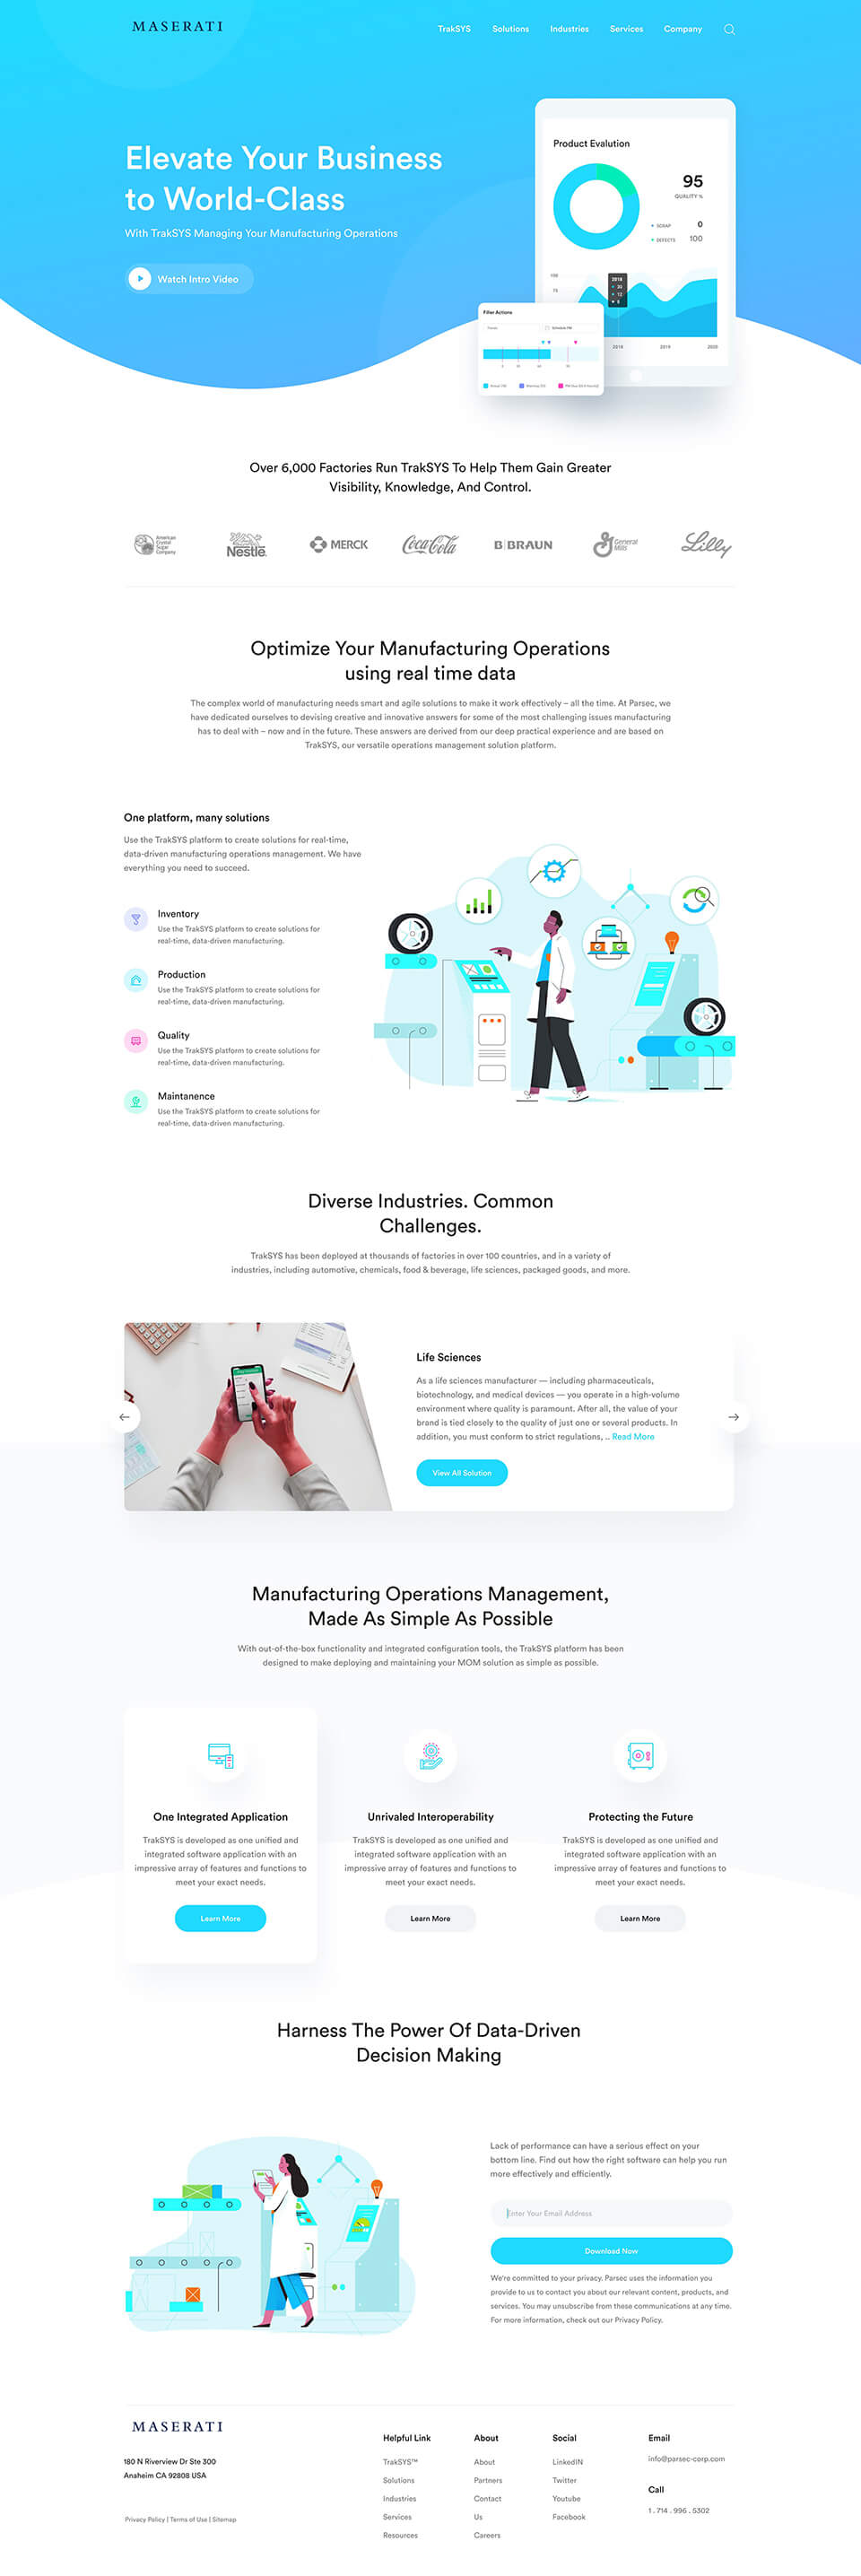 MASERATI
TrakSYS Solutions Industries Services Company
Elevate Your Business
to World-Class
With TrakSYS Managing Your Manufacturing Operations
Watch Intro Video
Product Evalution
95
QUALITY %
SCRAP 0
DEFECTS 100
100
75
2018
20
12
8
2018 2019 2020
Filter Actions
Over 6,000 Factories Run TrakSYS To Help Them Gain Greater
Visibility, Knowledge, And Control.
American
Crystal
Sugar
Company
Nestlé
MERCK
Coca-Cola
B|BRAUN
General
Mills
Lilly
Optimize Your Manufacturing Operations
using real time data
The complex world of manufacturing needs smart and agile solutions to make it work effectively – all the time. At Parsec, we
have dedicated ourselves to devising creative and innovative answers for some of the most challenging issues manufacturing
has to deal with – now and in the future. These answers are derived from our deep practical experience and are based on
TrakSYS, our versatile operations management solution platform.
One platform, many solutions
Use the TrakSYS platform to create solutions for real-time,
data-driven manufacturing operations management. We have
everything you need to succeed.
Inventory
Use the TrakSYS platform to create solutions for
real-time, data-driven manufacturing.
Production
Use the TrakSYS platform to create solutions for
real-time, data-driven manufacturing.
Quality
Use the TrakSYS platform to create solutions for
real-time, data-driven manufacturing.
Maintanence
Use the TrakSYS platform to create solutions for
real-time, data-driven manufacturing.
Diverse Industries. Common
Challenges.
TrakSYS has been deployed at thousands of factories in over 100 countries, and in a variety of
industries, including automotive, chemicals, food & beverage, life sciences, packaged goods, and more.
Life Sciences
As a life sciences manufacturer — including pharmaceuticals,
biotechnology, and medical devices — you operate in a high-volume
environment where quality is paramount. After all, the value of your
brand is tied closely to the quality of just one or several products. In
addition, you must conform to strict regulations, .. Read More
View All Solution
Manufacturing Operations Management,
Made As Simple As Possible
With out-of-the-box functionality and integrated configuration tools, the TrakSYS platform has been
designed to make deploying and maintaining your MOM solution as simple as possible.
One Integrated Application
TrakSYS is developed as one unified and
integrated software application with an
impressive array of features and functions to
meet your exact needs.
Learn More
Unrivaled Interoperability
TrakSYS is developed as one unified and
integrated software application with an
impressive array of features and functions to
meet your exact needs.
Learn More
Protecting the Future
TrakSYS is developed as one unified and
integrated software application with an
impressive array of features and functions to
meet your exact needs.
Learn More
Harness The Power Of Data-Driven
Decision Making
Lack of performance can have a serious effect on your
bottom line. Find out how the right software can help you run
more effectively and efficiently.
Enter Your Email Address
Download Now
We're committed to your privacy. Parsec uses the information you
provide to us to contact you about our relevant content, products, and
services. You may unsubscribe from these communications at any time.
For more information, check out our Privacy Policy.
MASERATI
180 N Riverview Dr Ste 300
Anaheim CA 92808 USA
Privacy Policy | Terms of Use | Sitemap
Helpful Link
TrakSYS™
Solutions
Industries
Services
Resources
About
About
Partners
Contact
Us
Careers
Social
LinkedIN
Twitter
Youtube
Facebook
Email
info@parsec-corp.com
Call
1 . 714 . 996 . 5302